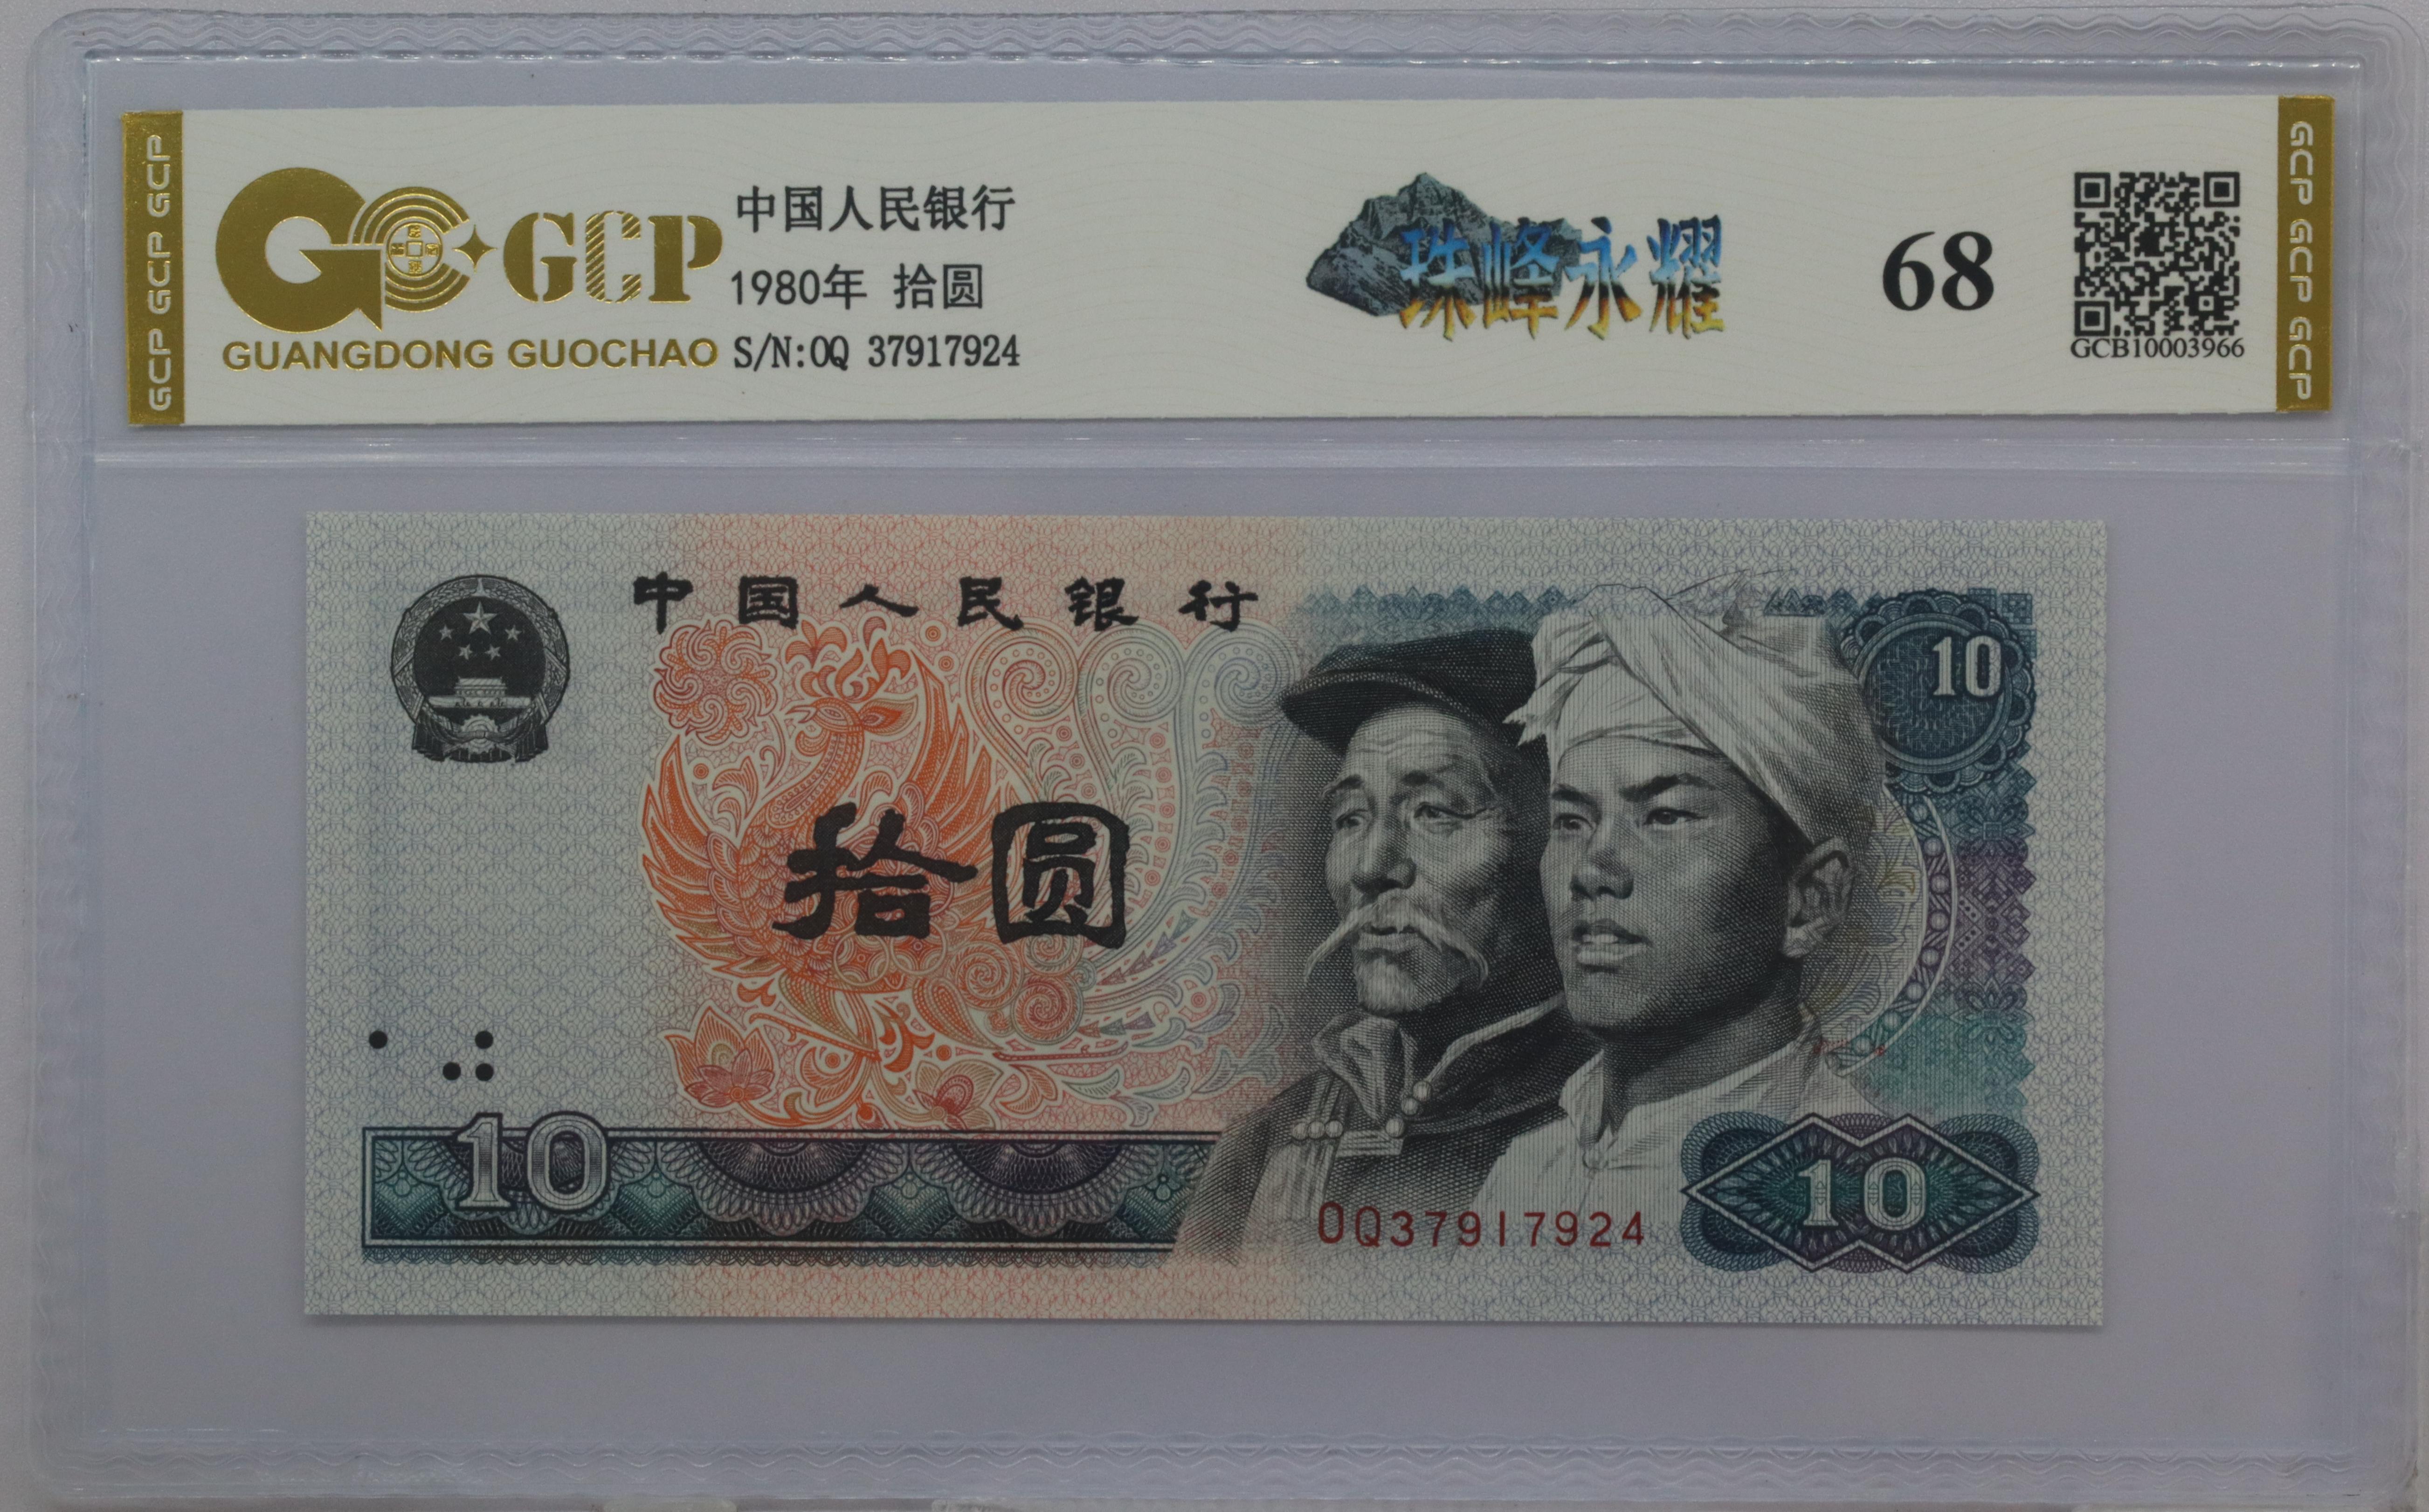 GCP GCP GCP
GCP
GUANGDONG GUOCHAO
中国人民银行
1980年 拾圆
S/N:OQ 37917924
珠峰永耀
68
GCB10003966
GCP GCP GCP
中国人民银行
10
拾圆
10
OQ37917924
10